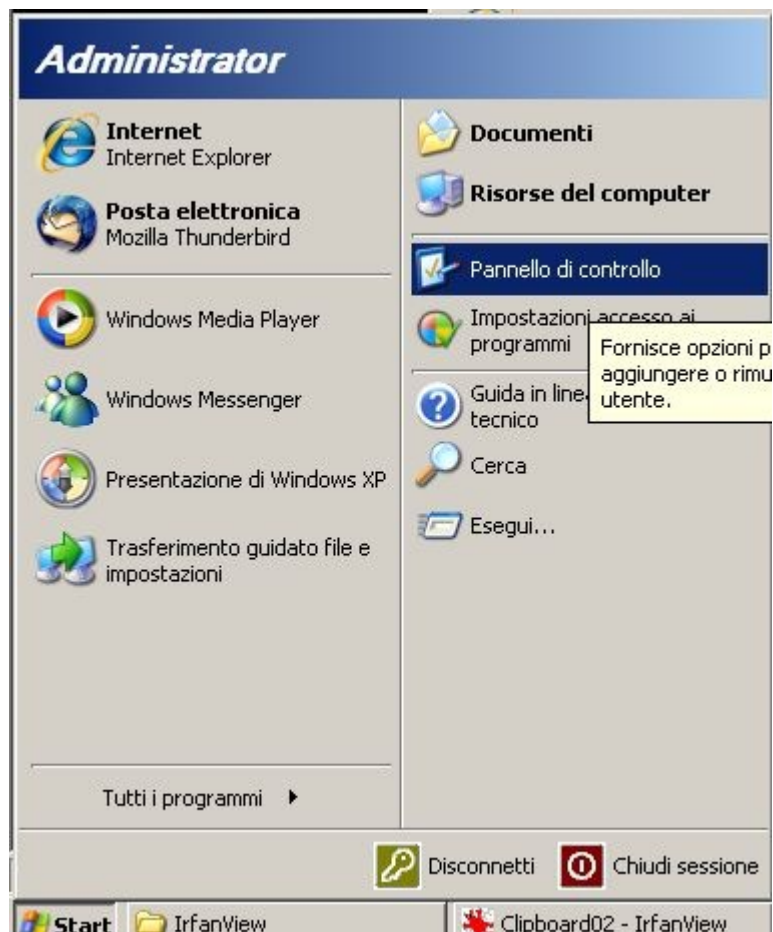 Administrator
Internet
Internet Explorer
Posta elettronica
Mozilla Thunderbird
Windows Media Player
Windows Messenger
Presentazione di Windows XP
Trasferimento guidato file e
impostazioni
Tutti i programmi
Documenti
Risorse del computer
Pannello di controllo
Impostazioni accesso ai
programmi
Fornisce opzioni p
aggiungere o rimu
utente.
Guida in line
tecnico
Cerca
Esegui...
Disconnetti
Chiudi sessione
Start
IrfanView
Clipboard02 - IrfanView